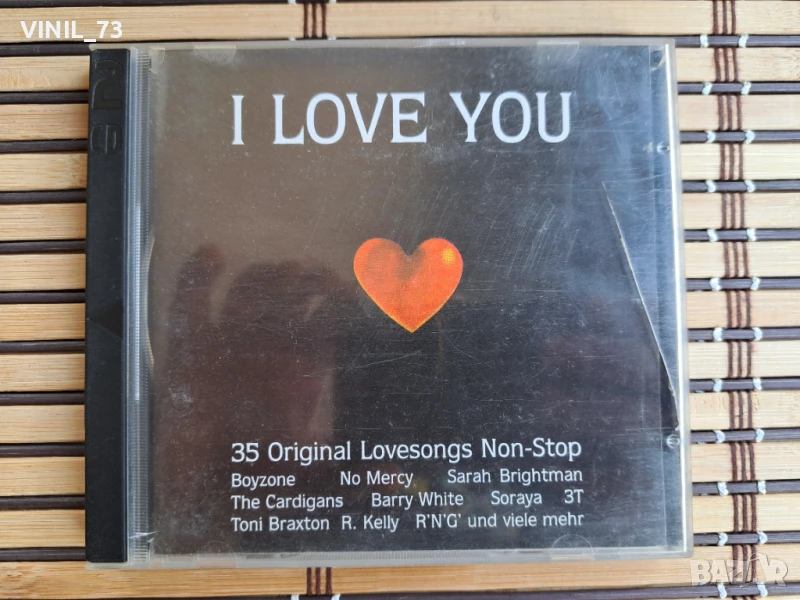 VINIL_73
I LOVE YOU
35 Original Lovesongs Non-Stop
Boyzone No Mercy Sarah Brightman
The Cardigans Barry White Soraya 3T
Toni Braxton R. Kelly R'N'G' und viele mehr
BAZAR